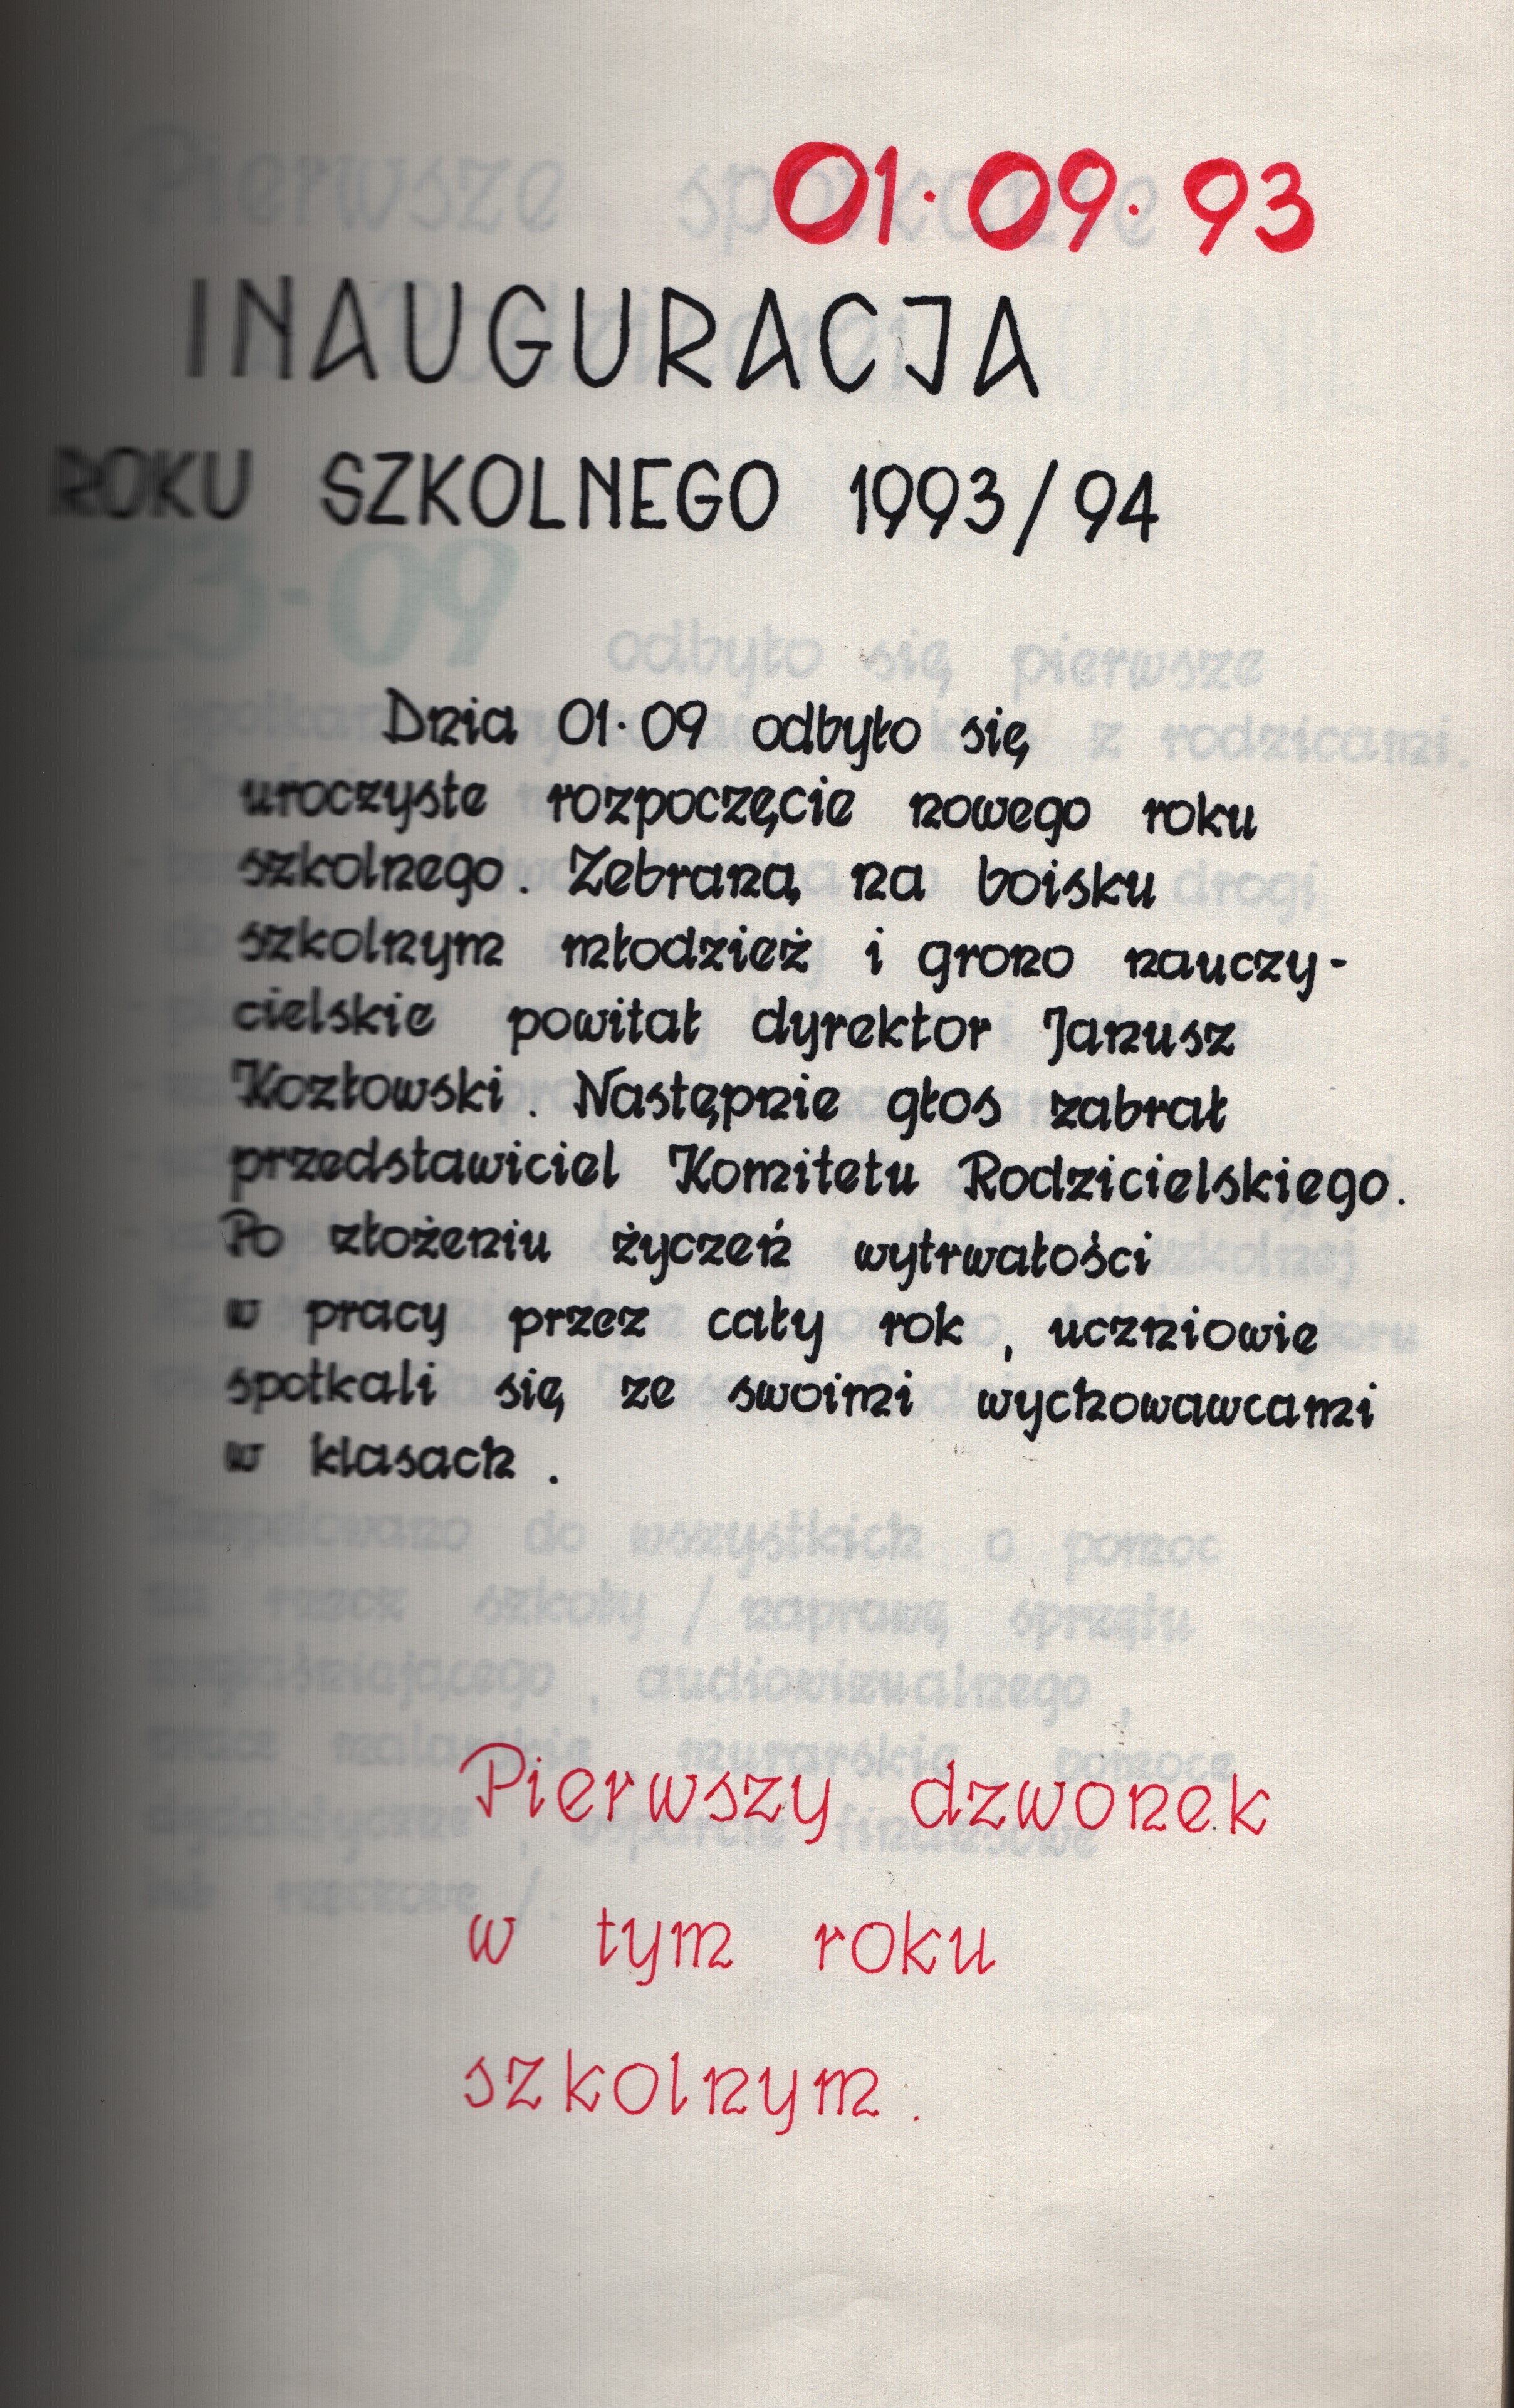 01.09.93
INAUGURACJA
ROKU SZKOLNEGO 1993/94
Dnia 01.09 odbyło się
uroczyste rozpoczęcie nowego roku
szkolnego. Zebraną na boisku
szkolnym młodzież i grono nauczy-
cielskie powitał dyrektor Janusz
Kozłowski. Następnie głos zabrał
przedstawiciel Komitetu Rodzicielskiego.
Po złożeniu życzeń wytrwałości
w pracy przez cały rok, uczniowie
spotkali się ze swoimi wychowawcami
w klasach.
Pierwszy dzwonek
w tym roku
szkolnym.